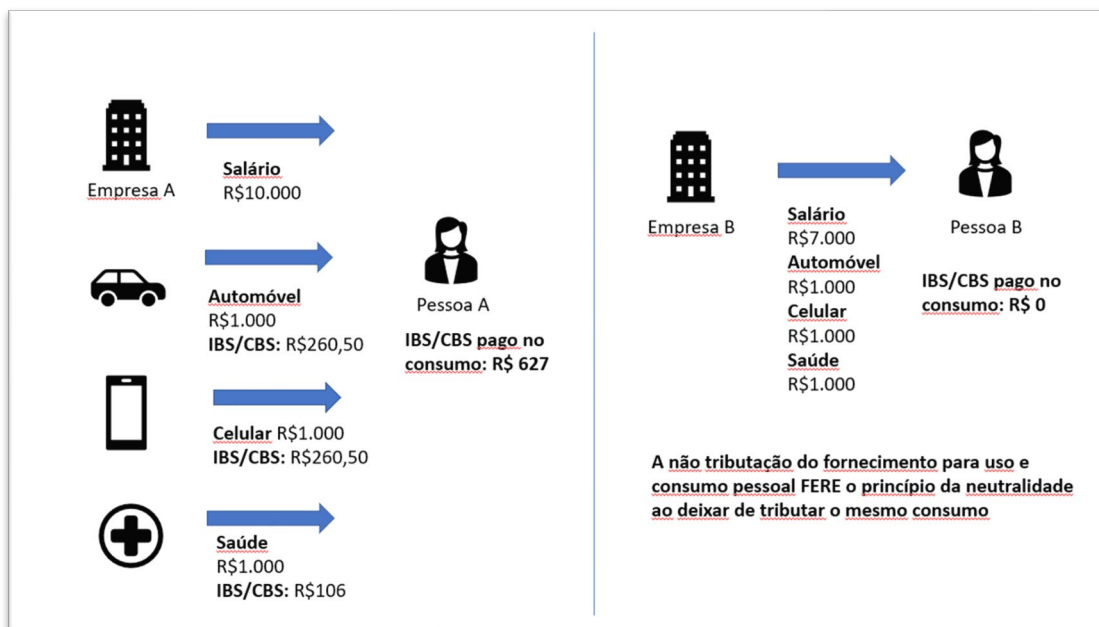 Empresa A
Salário
R$10.000
Automóvel
R$1.000
IBS/CBS: R$260,50
Celular R$1.000
IBS/CBS: R$260,50
Saúde
R$1.000
IBS/CBS: R$106
Pessoa A
IBS/CBS pago no
consumo: R$ 627
Empresa B
Salário
R$7.000
Automóvel
R$1.000
Celular
R$1.000
Saúde
R$1.000
Pessoa B
IBS/CBS pago no
consumo: R$ 0
A não tributação do fornecimento para uso e
consumo pessoal FERE o princípio da neutralidade
ao deixar de tributar o mesmo consumo